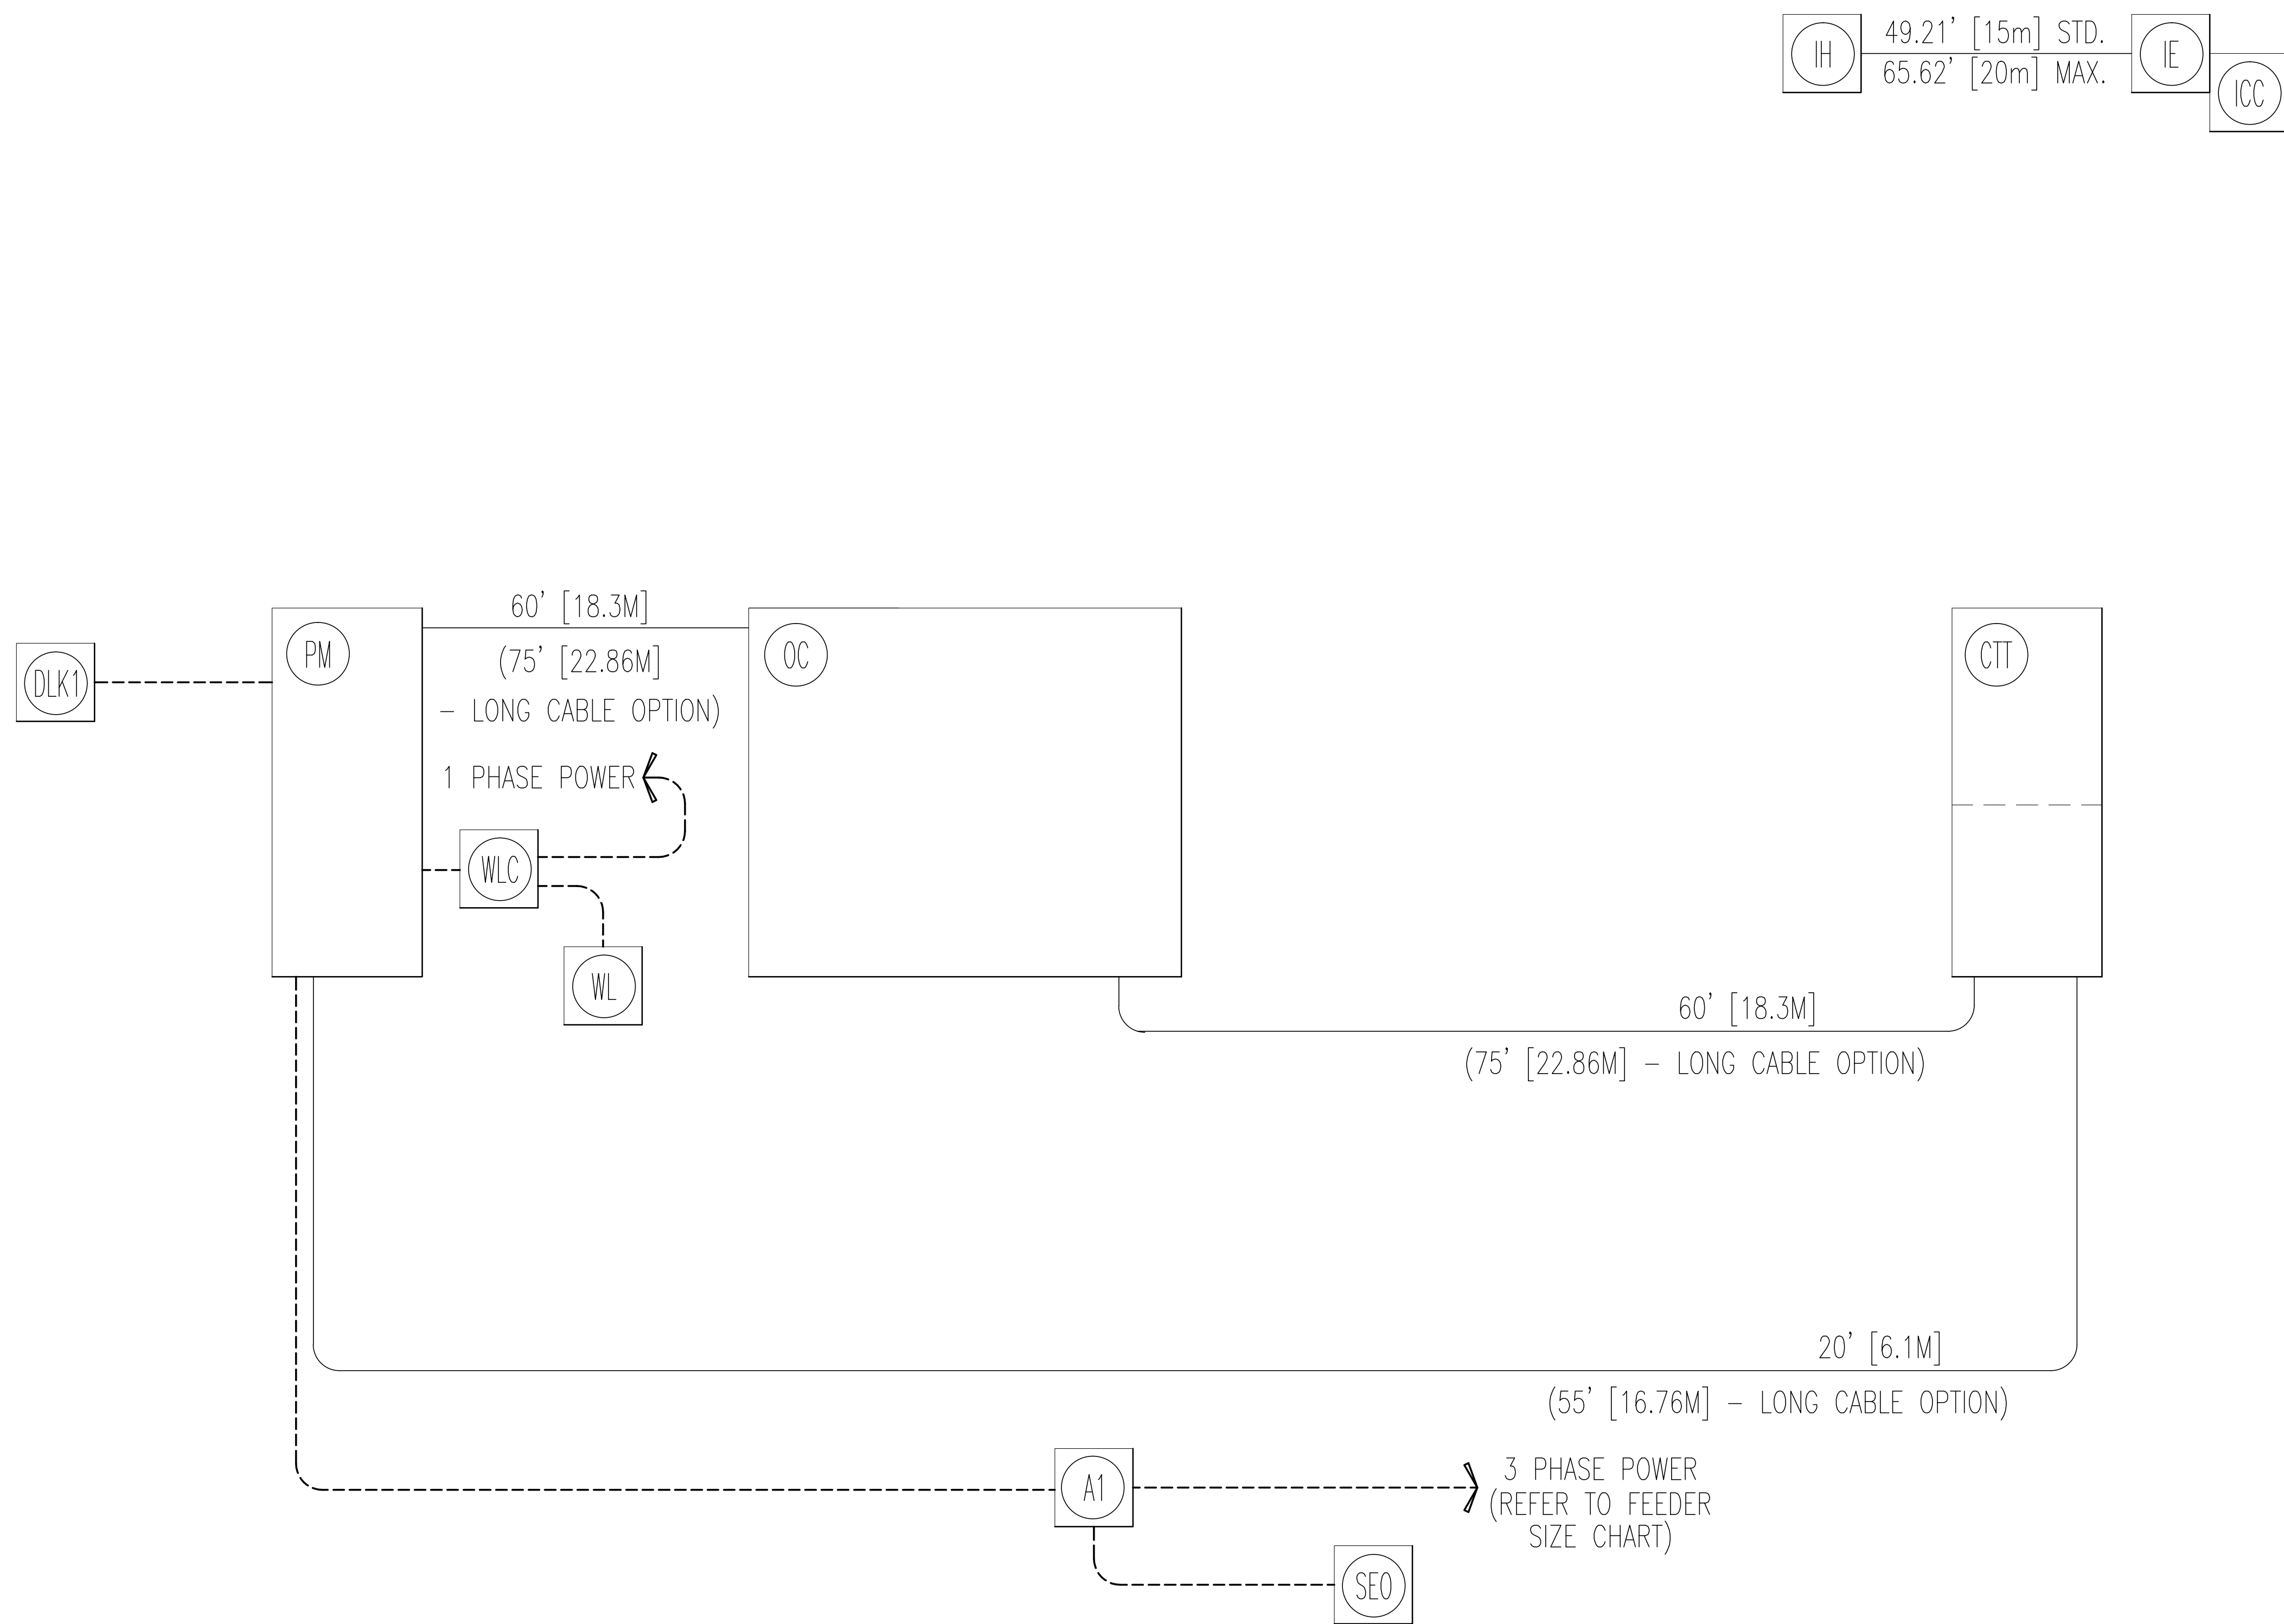 IH
49.21' [15m] STD.
65.62' [20m] MAX.
IE
ICC
DLK1
PM
60' [18.3M]
(75' [22.86M]
- LONG CABLE OPTION)
OC
CTT
1 PHASE POWER
WLC
WL
60' [18.3M]
(75' [22.86M] - LONG CABLE OPTION)
20' [6.1M]
(55' [16.76M] - LONG CABLE OPTION)
A1
3 PHASE POWER
(REFER TO FEEDER
SIZE CHART)
SEO